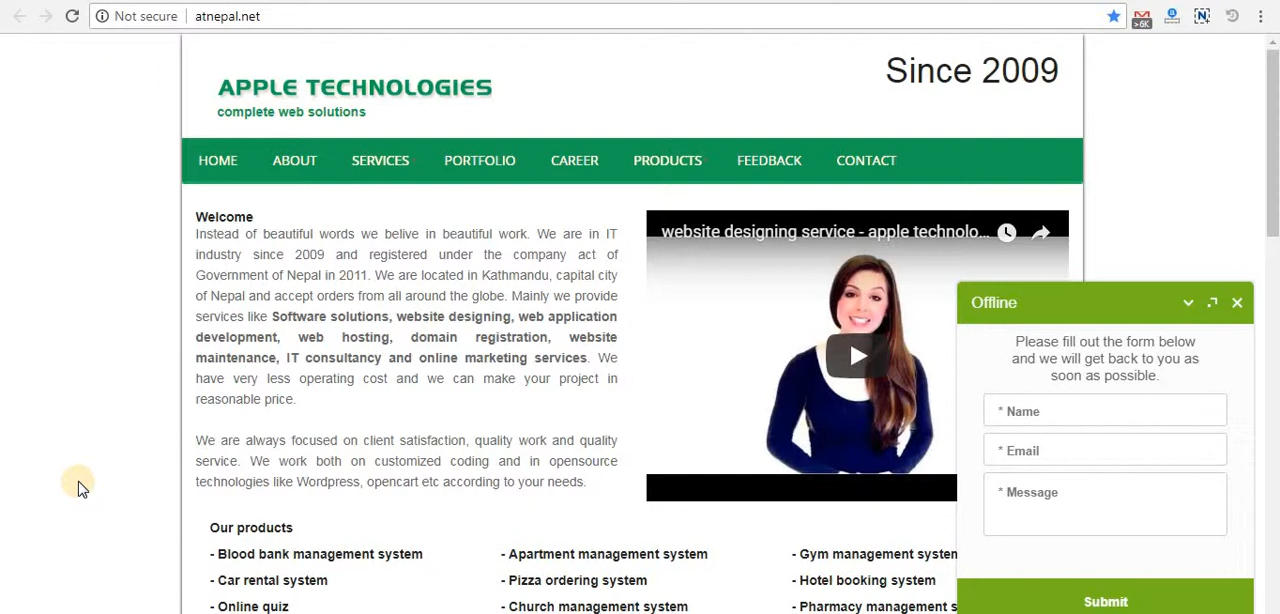 Not secure | atnepal.net
>6K
Since 2009
APPLE TECHNOLOGIES
complete web solutions
HOME ABOUT SERVICES PORTFOLIO CAREER PRODUCTS FEEDBACK CONTACT
Welcome
Instead of beautiful words we belive in beautiful work. We are in IT
industry since 2009 and registered under the company act of
Government of Nepal in 2011. We are located in Kathmandu, capital city
of Nepal and accept orders from all around the globe. Mainly we provide
services like Software solutions, website designing, web application
development, web hosting, domain registration, website
maintenance, IT consultancy and online marketing services. We
have very less operating cost and we can make your project in
reasonable price.
We are always focused on client satisfaction, quality work and quality
service. We work both on customized coding and in opensource
technologies like Wordpress, opencart etc according to your needs.
website designing service - apple technolo...
Our products
- Blood bank management system - Apartment management system - Gym management system
- Car rental system - Pizza ordering system - Hotel booking system
- Online quiz - Church management system - Pharmacy management s
Offline
Please fill out the form below
and we will get back to you as
soon as possible.
* Name
* Email
* Message
Submit